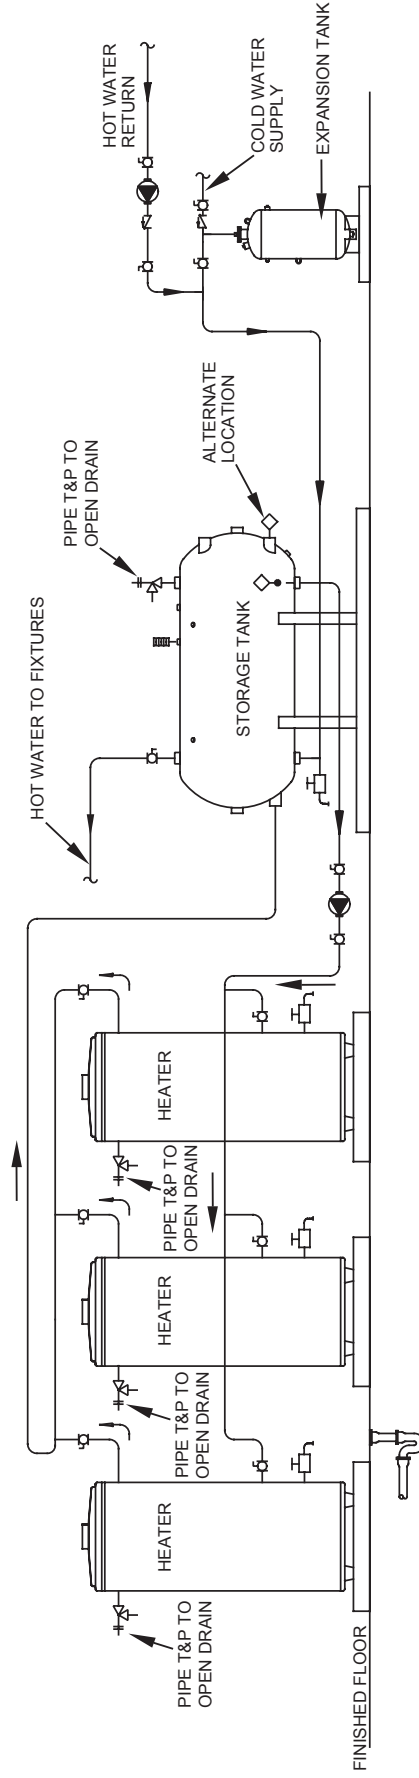 FINISHED FLOOR
PIPE T&P TO
OPEN DRAIN
HEATER
PIPE T&P TO
OPEN DRAIN
HEATER
PIPE T&P TO
OPEN DRAIN
HEATER
HOT WATER TO FIXTURES
PIPE T&P TO
OPEN DRAIN
STORAGE TANK
ALTERNATE
LOCATION
HOT WATER
RETURN
COLD WATER
SUPPLY
EXPANSION TANK